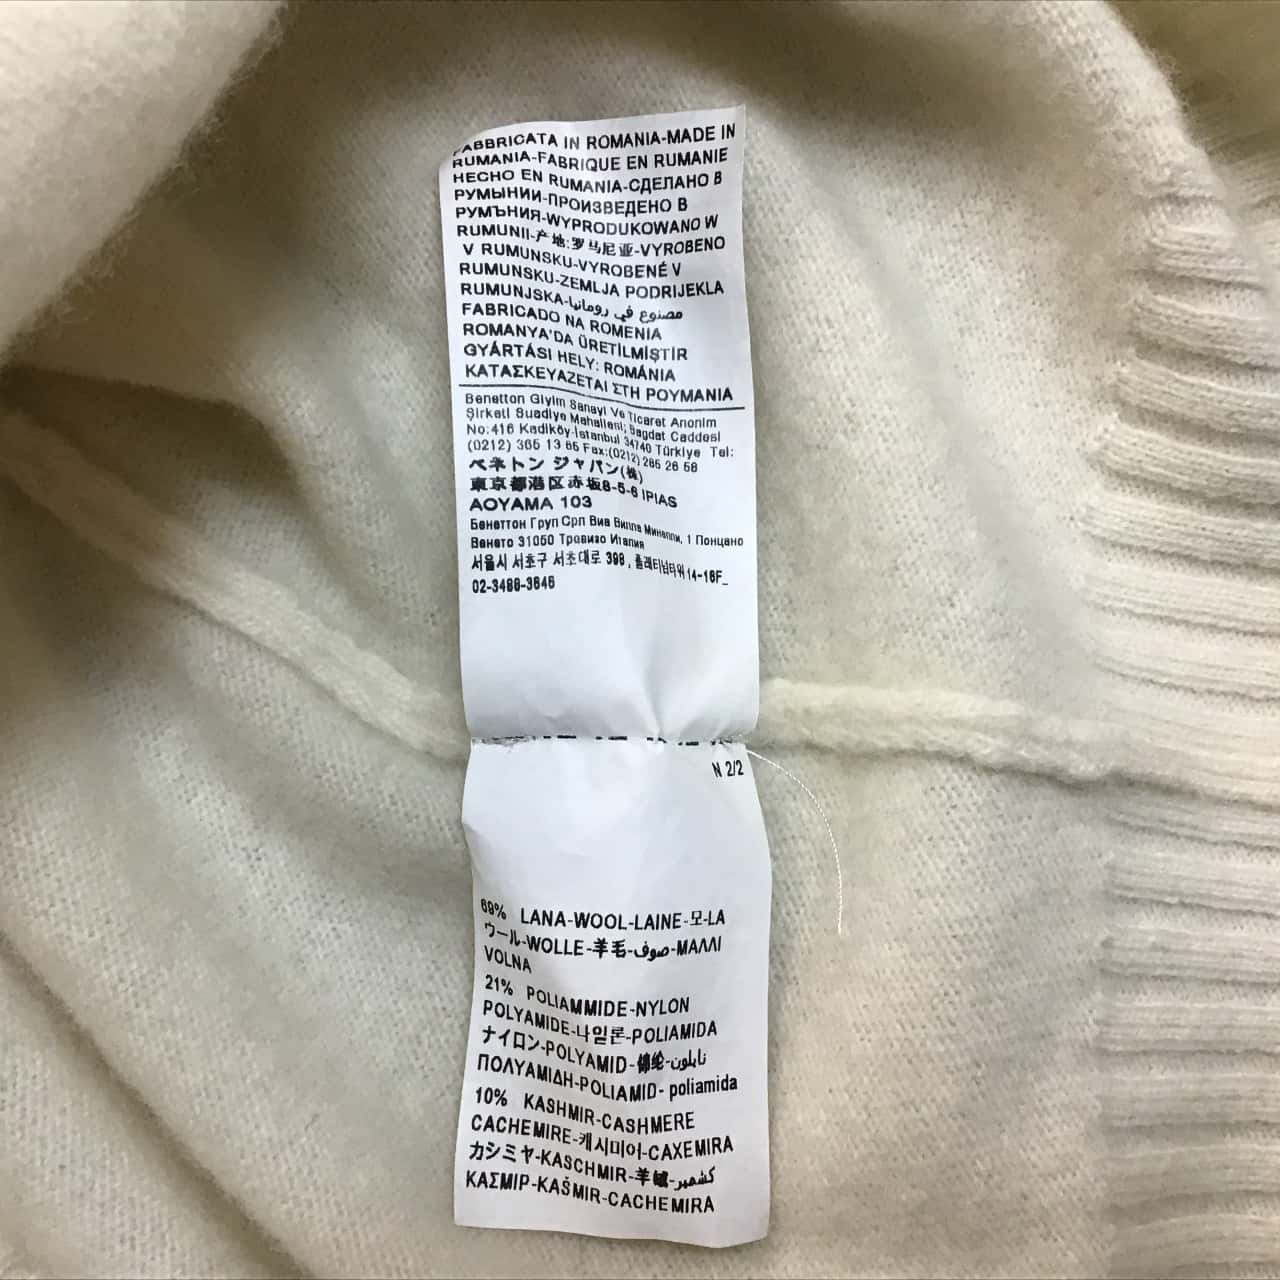 FABBRICATA IN ROMANIA-MADE IN
RUMANIA-FABRIQUE EN RUMANIE
HECHO EN RUMANIA-СДЕЛАНО В
РУМЫНИИ-ПРОИЗВЕДЕНО В
РУМЪНИЯ-WYPRODUKOWANO W
RUMUNII-产地:罗马尼亚-VYROBENO
V RUMUNSKU-VYROBENÉ V
RUMUNSKU-ZEMLJA PODRIJEKLA
RUMUNJSKA-مصنوع في رومانيا
FABRICADO NA ROMENIA
ROMANYA'DA ÜRETİLMİŞTİR
GYÁRTÁSI HELY: ROMÁNIA
ΚΑΤΑΣΚΕΥΑΖΕΤΑΙ ΣΤΗ ΡΟΥΜΑΝΙΑ
Benetton Giyim Sanayi Ve Ticaret Anonim
Şirketi Suadiye Mahallesi, Bagdat Caddesi
No:416 Kadiköy-İstanbul 34740 Türkiye Tel:
(0212) 365 13 65 Fax:(0212) 265 26 58
ベネトン ジャパン(株)
東京都港区赤坂8-5-6 IPIAS
AOYAMA 103
Бенеттон Груп Срл Виа Вилла Минелли, 1 Понцано
Венето 31050 Тревизо Италия
서울시 서초구 서초대로 398, 플래티넘타워 14-16F_
02-3480-3646
N 2/2
69% LANA-WOOL-LAINE-모-LA
ウール-WOLLE-羊毛-صوف-ΜΑΛΛΙ
VOLNA
21% POLIAMMIDE-NYLON
POLYAMIDE-나일론-POLIAMIDA
ナイロン-POLYAMID-锦纶-نايلون
ΠΟΛΥΑΜΙΔΗ-POLIAMID- poliamida
10% KASHMIR-CASHMERE
CACHEMIRE-캐시미어-CAXEMIRA
カシミヤ-KASCHMIR-羊绒-كشمير
ΚΑΣΜΙΡ-KAŠMIR-CACHEMIRA